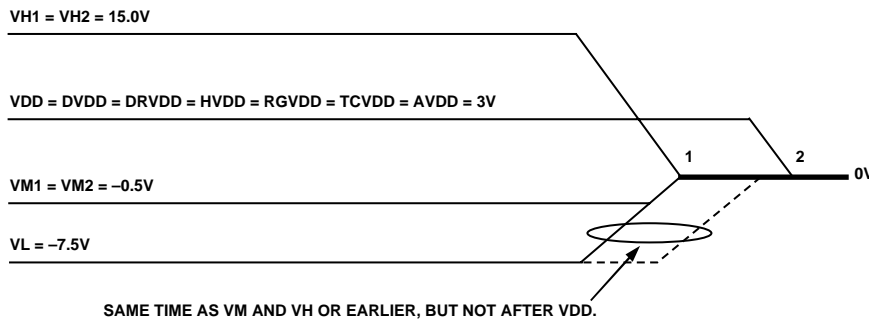 VH1 = VH2 = 15.0V
VDD = DVDD = DRVDD = HVDD = RGVDD = TCVDD = AVDD = 3V
1
2
0V
VM1 = VM2 = –0.5V
VL = –7.5V
SAME TIME AS VM AND VH OR EARLIER, BUT NOT AFTER VDD.